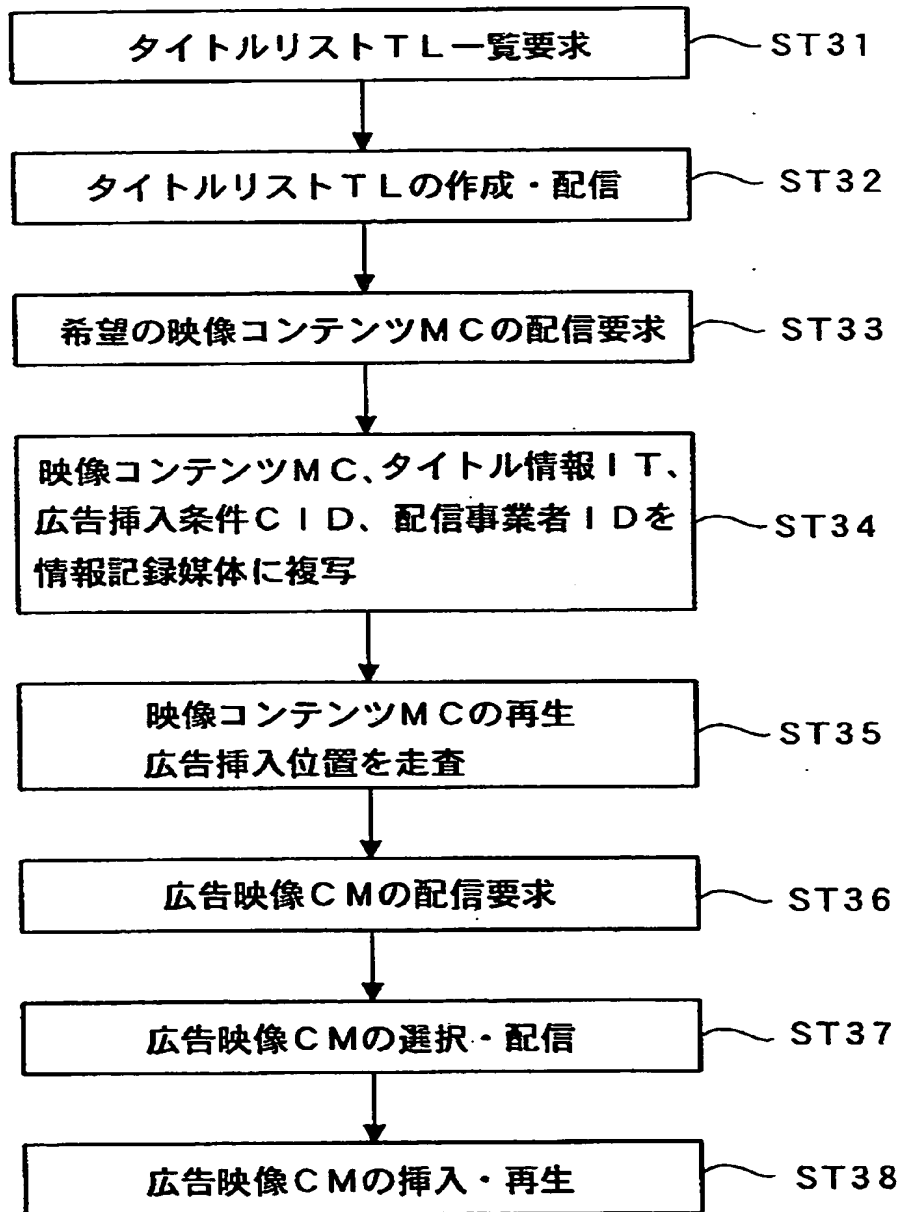 タイトルリストTL一覧要求
ST31
タイトルリストTLの作成・配信
ST32
希望の映像コンテンツMCの配信要求
ST33
映像コンテンツMC、タイトル情報IT、
広告挿入条件CID、配信事業者IDを
情報記録媒体に複写
ST34
映像コンテンツMCの再生
広告挿入位置を走査
ST35
広告映像CMの配信要求
ST36
広告映像CMの選択・配信
ST37
広告映像CMの挿入・再生
ST38